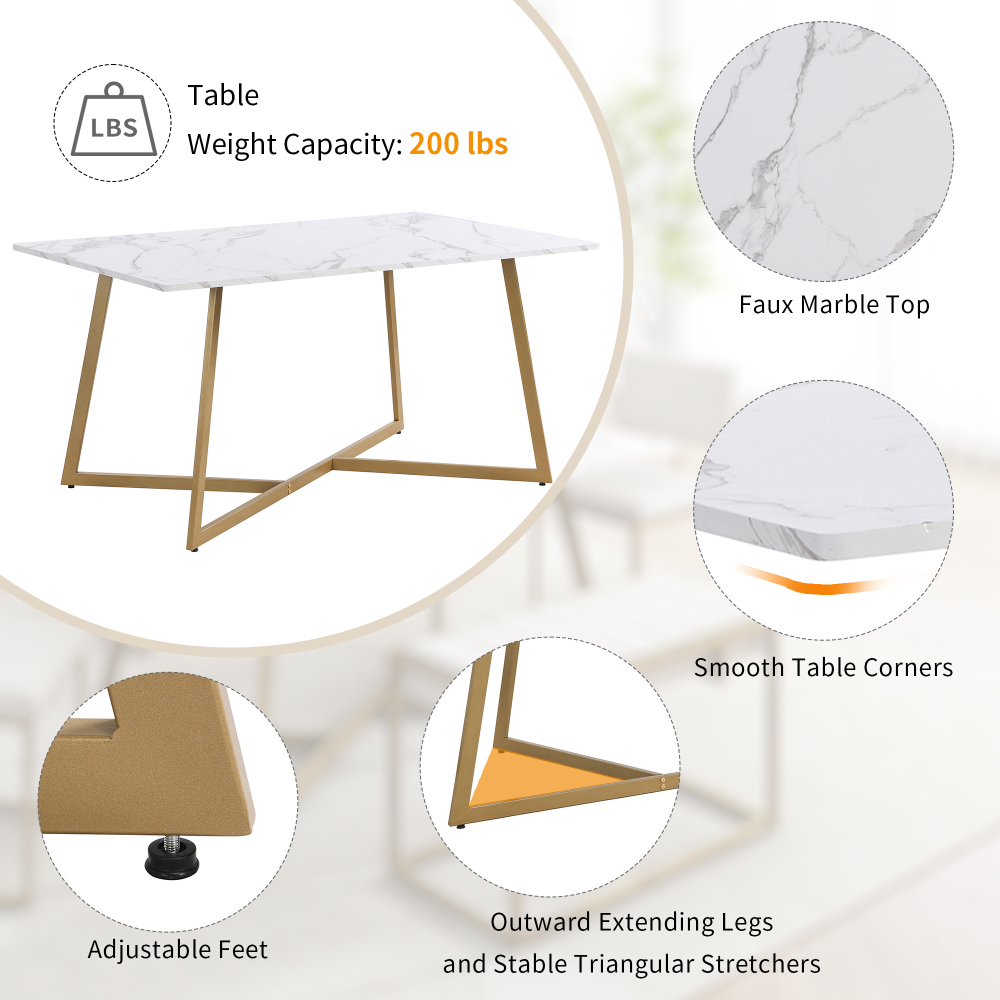 LBS
Table
Weight Capacity: 200 lbs
Faux Marble Top
Smooth Table Corners
Adjustable Feet
Outward Extending Legs
and Stable Triangular Stretchers